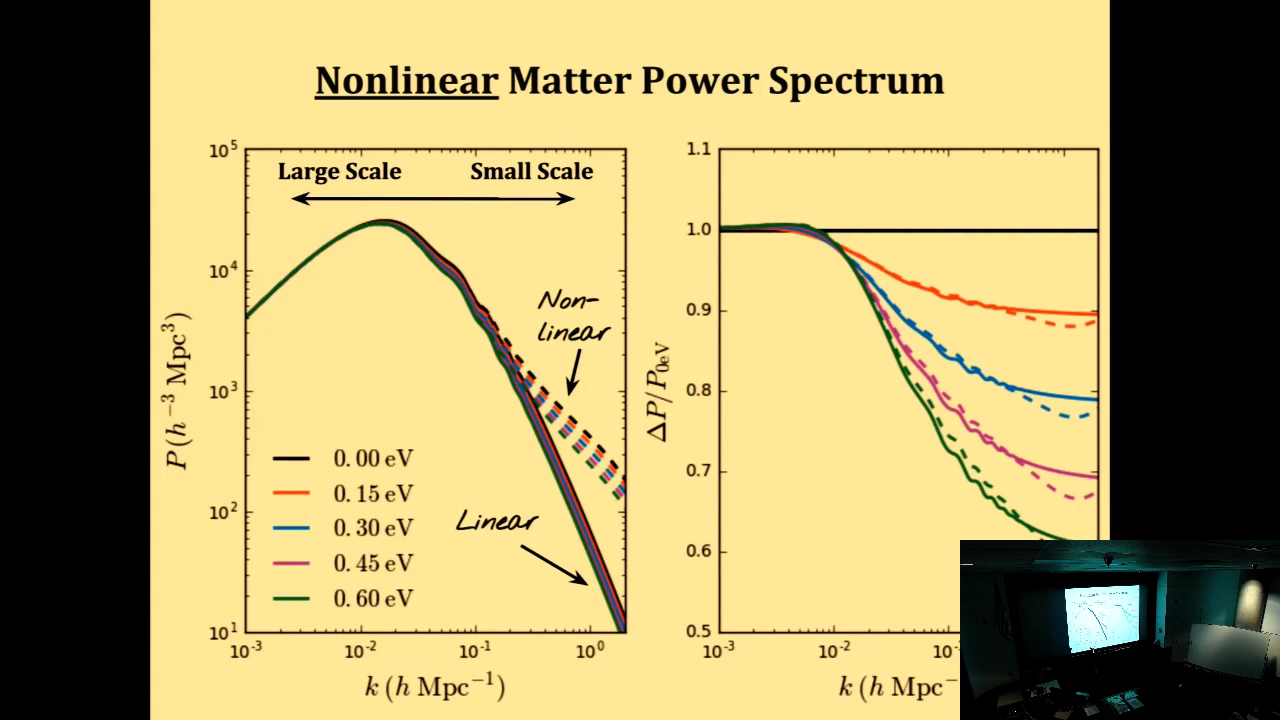 Nonlinear Matter Power Spectrum
10^5
10^4
10^3
10^2
10^1
P (h^−3 Mpc^3)
Large Scale
Small Scale
Non-
linear
Linear
0.00 eV
0.15 eV
0.30 eV
0.45 eV
0.60 eV
10^-3
10^-2
10^-1
10^0
k (h Mpc^−1)
1.1
1.0
0.9
0.8
0.7
0.6
0.5
ΔP/P_0eV
10^-3
10^-2
k (h Mpc